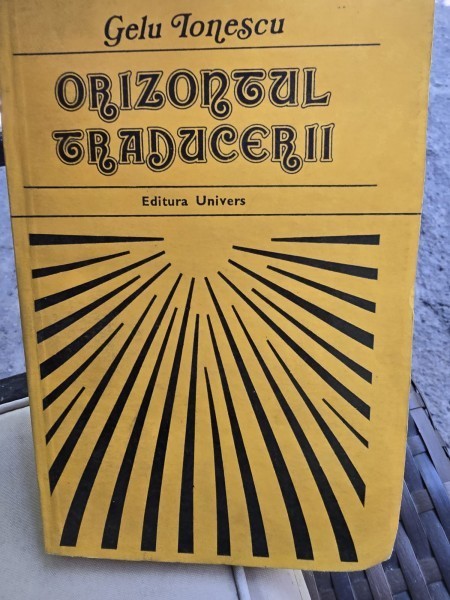 Gelu Ionescu
ORIZONTUL
TRADUCERII
Editura Univers